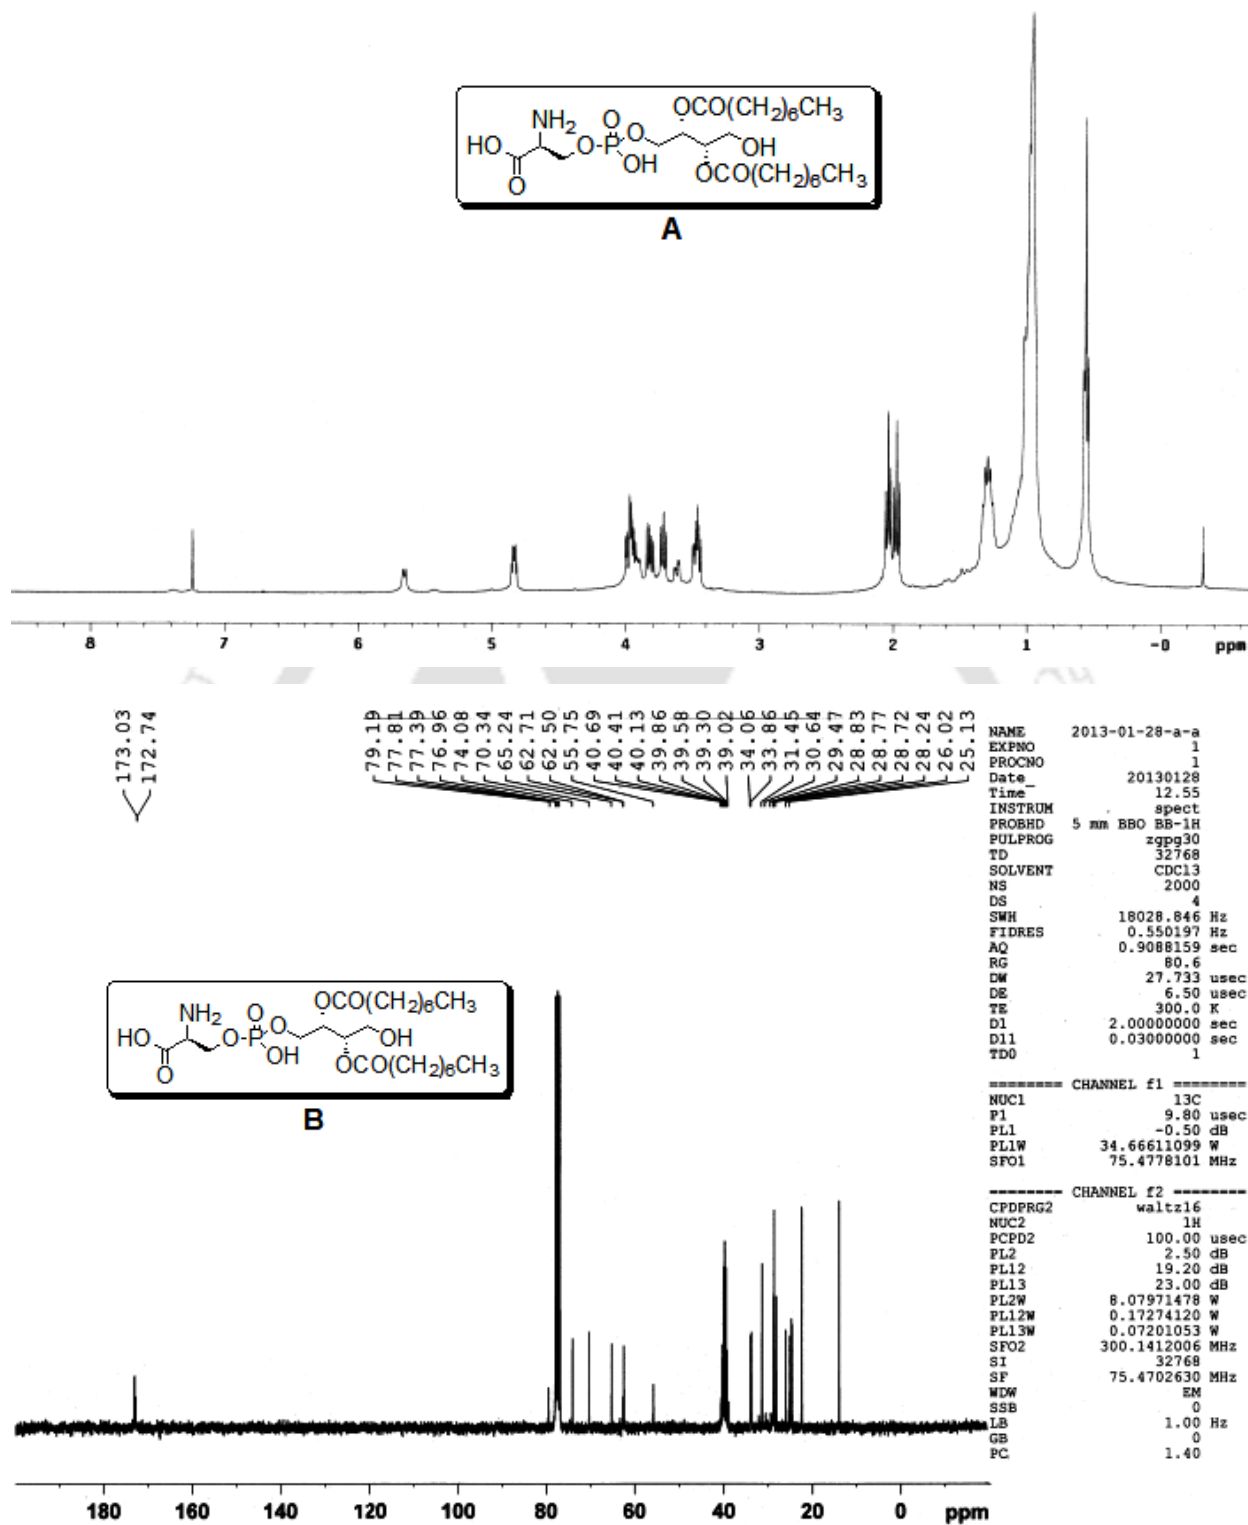 OCO(CH2)6CH3
NH2 O O
HO O-P OH
OH
O OCO(CH2)6CH3
A
8 7 6 5 4 3 2 1 -0 ppm
173.03
172.74
79.19
77.81
77.39
76.96
74.08
70.34
65.24
62.71
62.50
55.75
40.69
40.41
40.13
39.86
39.58
39.30
39.02
34.06
33.86
31.45
30.64
29.47
28.83
28.77
28.72
28.24
26.02
25.13
NAME 2013-01-28-a-a
EXPNO 1
PROCNO 1
Date_ 20130128
Time 12.55
INSTRUM spect
PROBHD 5 mm BBO BB-1H
PULPROG zgpg30
TD 32768
SOLVENT CDCl3
NS 2000
DS 4
SWH 18028.846 Hz
FIDRES 0.550197 Hz
AQ 0.9088159 sec
RG 80.6
DW 27.733 usec
DE 6.50 usec
TE 300.0 K
D1 2.00000000 sec
D11 0.03000000 sec
TD0 1
======== CHANNEL f1 ========
NUC1 13C
P1 9.80 usec
PL1 -0.50 dB
PL1W 34.66611099 W
SFO1 75.4778101 MHz
======== CHANNEL f2 ========
CPDPRG2 waltz16
NUC2 1H
PCPD2 100.00 usec
PL2 2.50 dB
PL12 19.20 dB
PL13 23.00 dB
PL2W 8.07971478 W
PL12W 0.17274120 W
PL13W 0.07201053 W
SFO2 300.1412006 MHz
SI 32768
SF 75.4702630 MHz
WDW EM
SSB 0
LB 1.00 Hz
GB 0
PC 1.40
OCO(CH2)6CH3
NH2 O O
HO O-P OH
OH
O OCO(CH2)6CH3
B
180 160 140 120 100 80 60 40 20 0 ppm